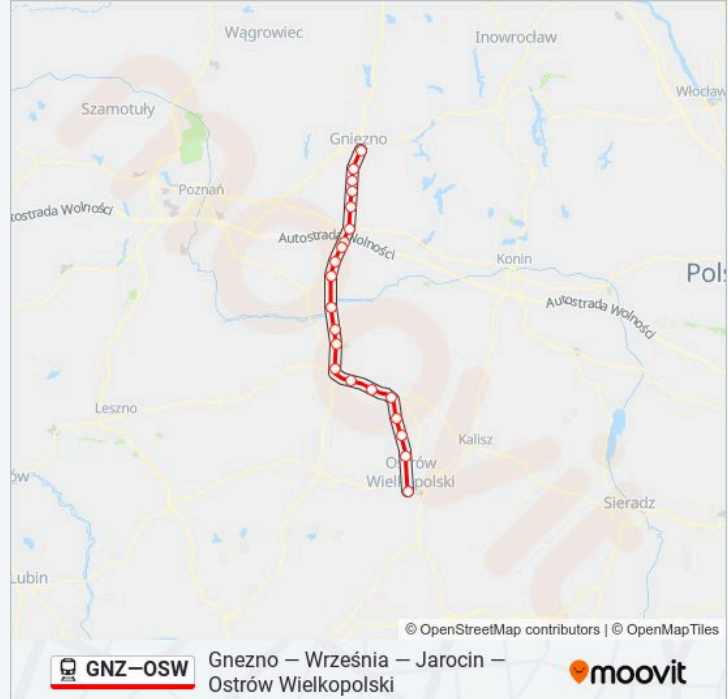 Wągrowiec
Inowrocław
Włocław
Szamotuły
Gniezno
Poznań
ostrada Wolności
Autostrada Wolności
Konin
Pols
Autostrada Wolności
Leszno
Kalisz
Ostrów
Wielkopolski
Sieradz
ów
Lubin
© OpenStreetMap contributors | © OpenMapTiles
GNZ—OSW
Gnezno — Września — Jarocin —
Ostrów Wielkopolski
moovit